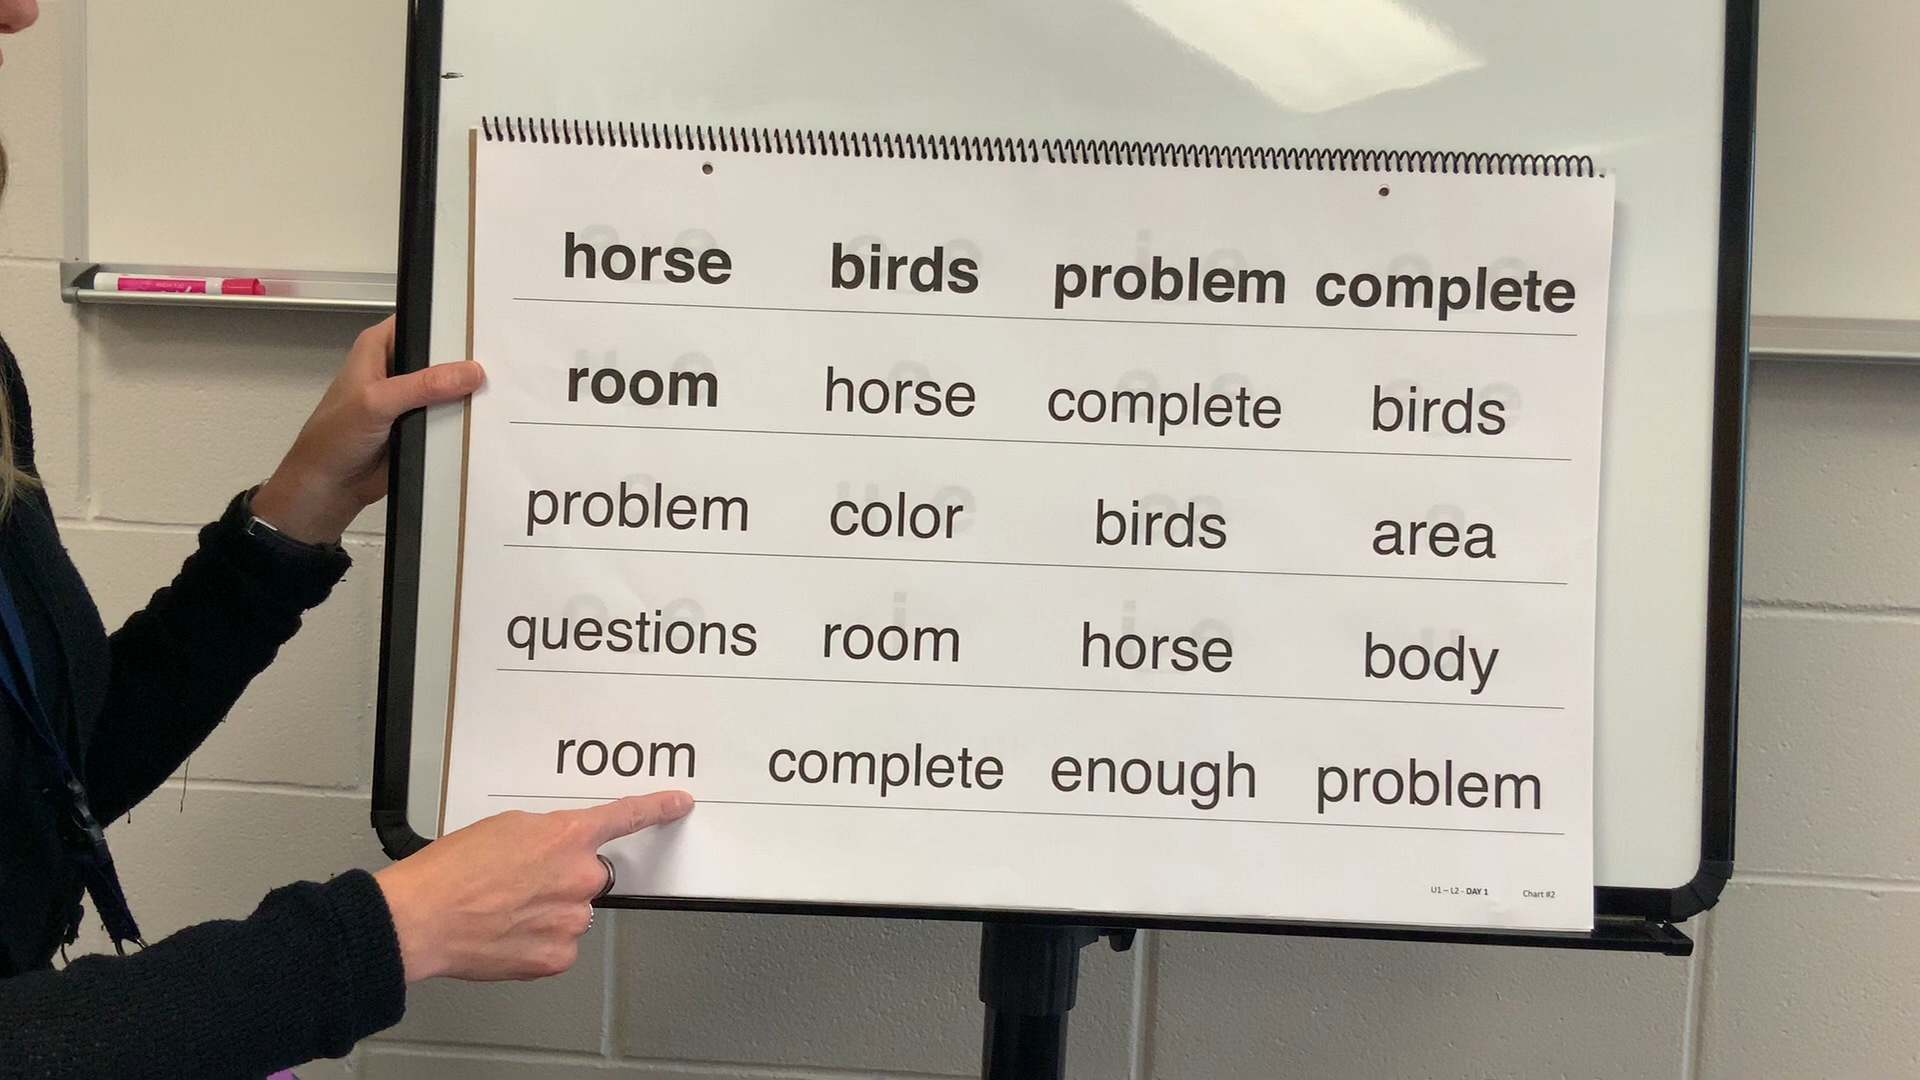 horse birds problem complete
room horse complete birds
problem color birds area
questions room horse body
room complete enough problem
U1 – L2 - DAY 1 Chart #2